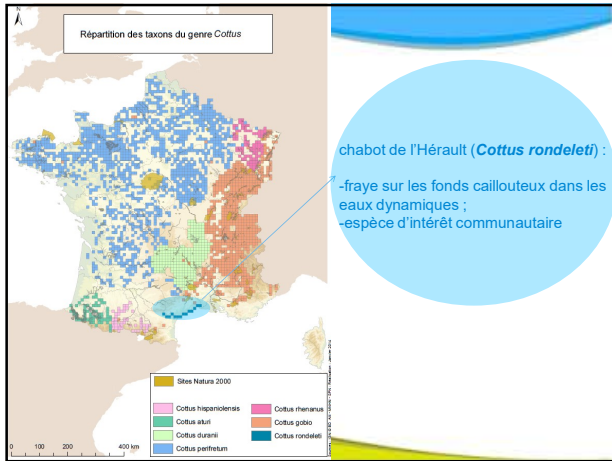 N
Répartition des taxons du genre Cottus
chabot de l'Hérault (Cottus rondeleti) :
-fraye sur les fonds caillouteux dans les
eaux dynamiques ;
-espèce d'intérêt communautaire
Sites Natura 2000
Cottus hispaniolensis
Cottus aturi
Cottus duranii
Cottus perifretum
Cottus rhenanus
Cottus gobio
Cottus rondeleti
0 100 200 400 km